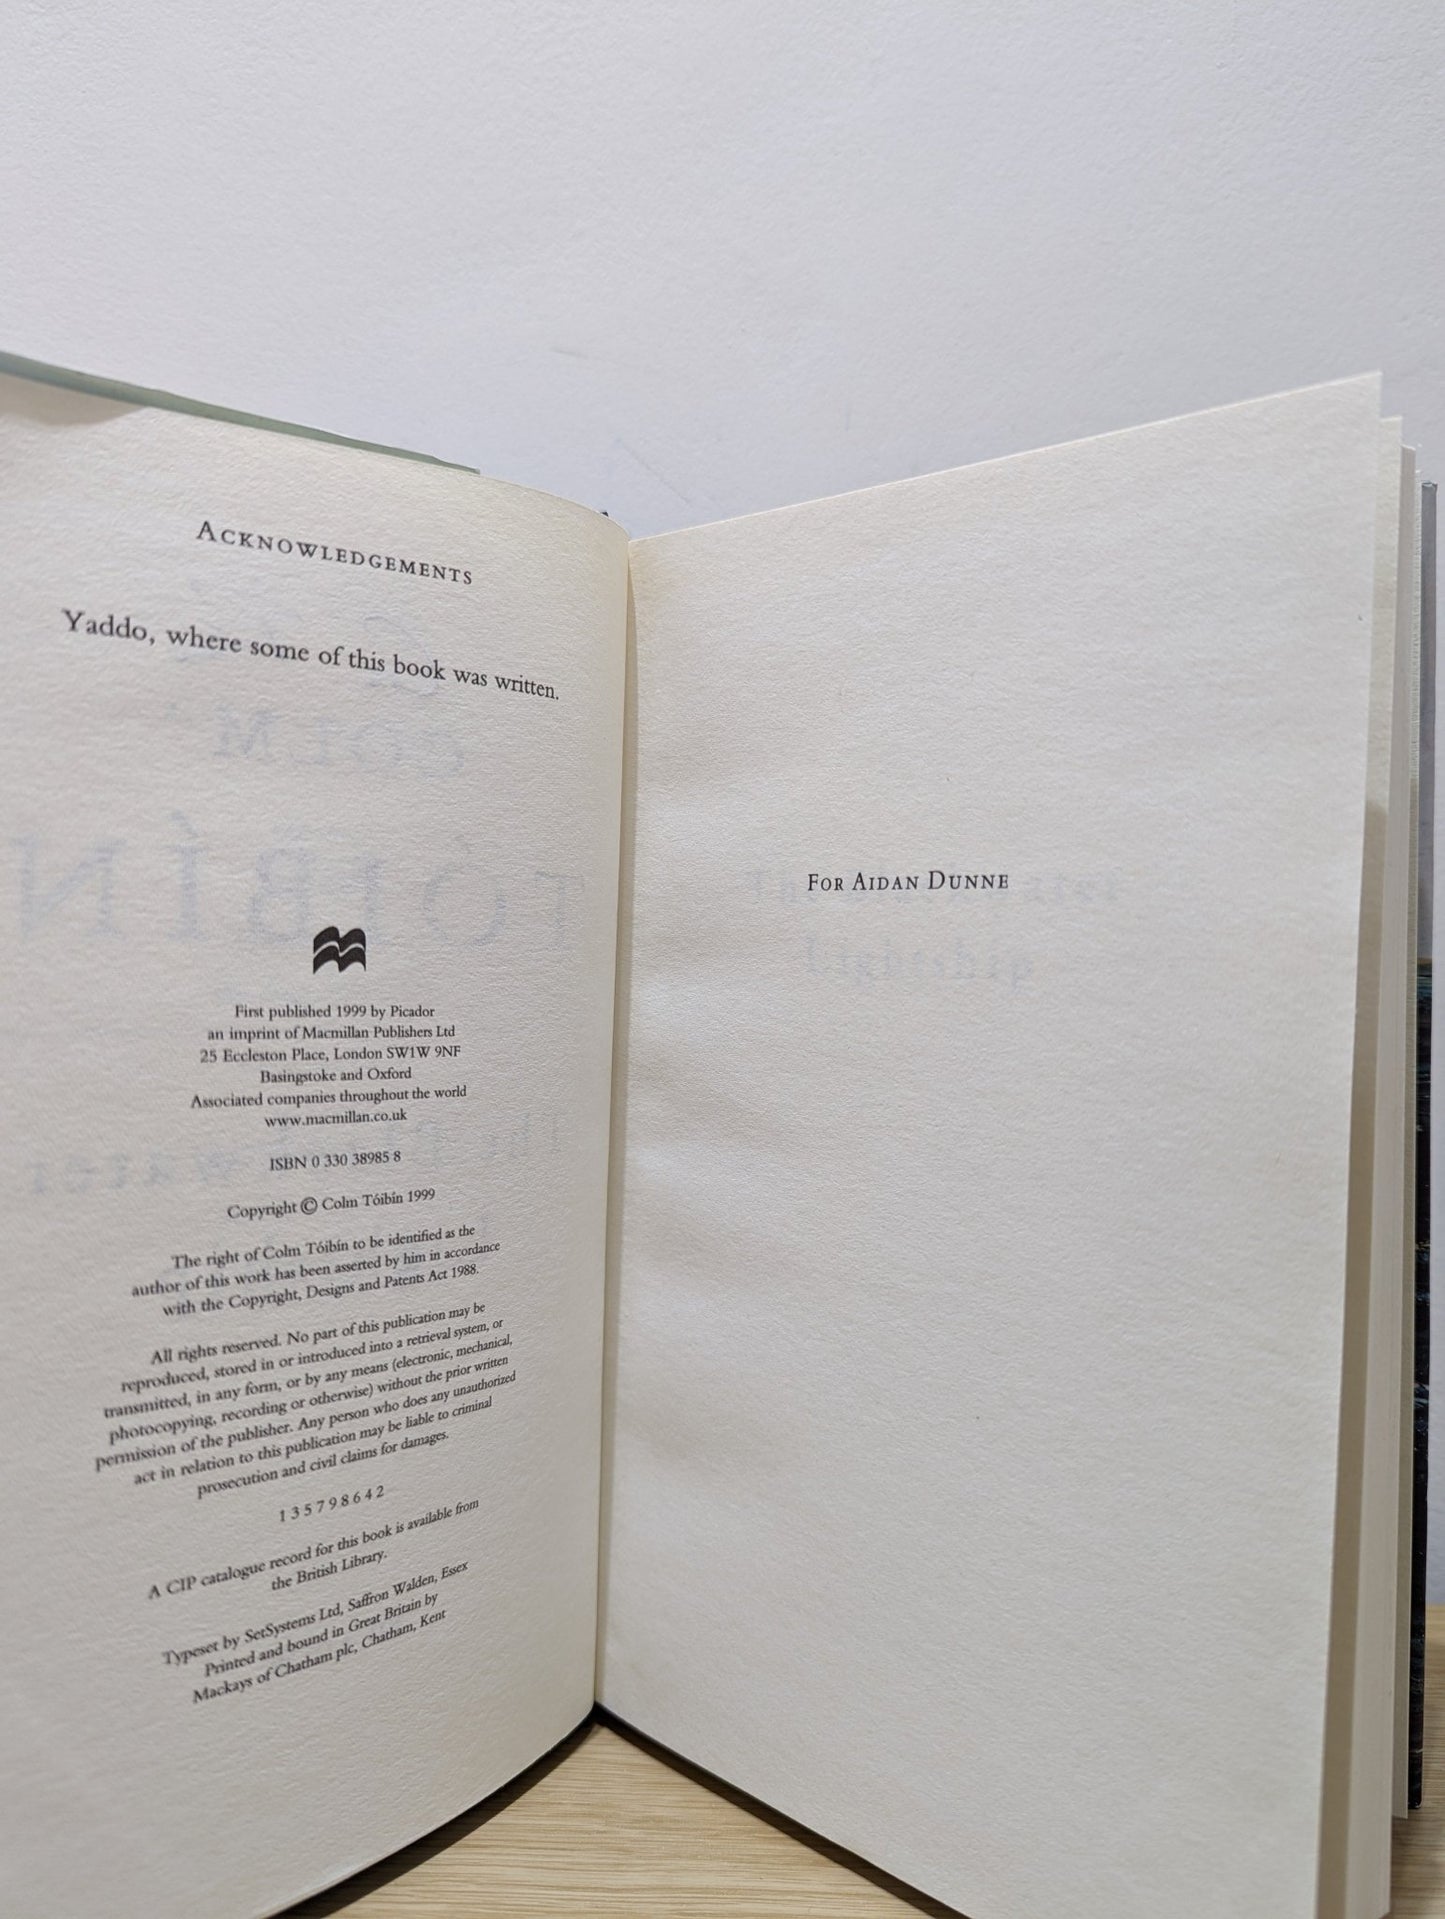 ACKNOWLEDGEMENTS
Yaddo, where some of this book was written.
First published 1999 by Picador
an imprint of Macmillan Publishers Ltd
25 Eccleston Place, London SW1W 9NF
Basingstoke and Oxford
Associated companies throughout the world
www.macmillan.co.uk
ISBN 0 330 38985 8
Copyright © Colm Tóibín 1999
The right of Colm Tóibín to be identified as the
author of this work has been asserted by him in accordance
with the Copyright, Designs and Patents Act 1988.
All rights reserved. No part of this publication may be
reproduced, stored in or introduced into a retrieval system, or
transmitted, in any form, or by any means (electronic, mechanical,
photocopying, recording or otherwise) without the prior written
permission of the publisher. Any person who does any unauthorized
act in relation to this publication may be liable to criminal
prosecution and civil claims for damages.
1 3 5 7 9 8 6 4 2
A CIP catalogue record for this book is available from
the British Library.
Typeset by SetSystems Ltd, Saffron Walden, Essex
Printed and bound in Great Britain by
Mackays of Chatham plc, Chatham, Kent
FOR AIDAN DUNNE